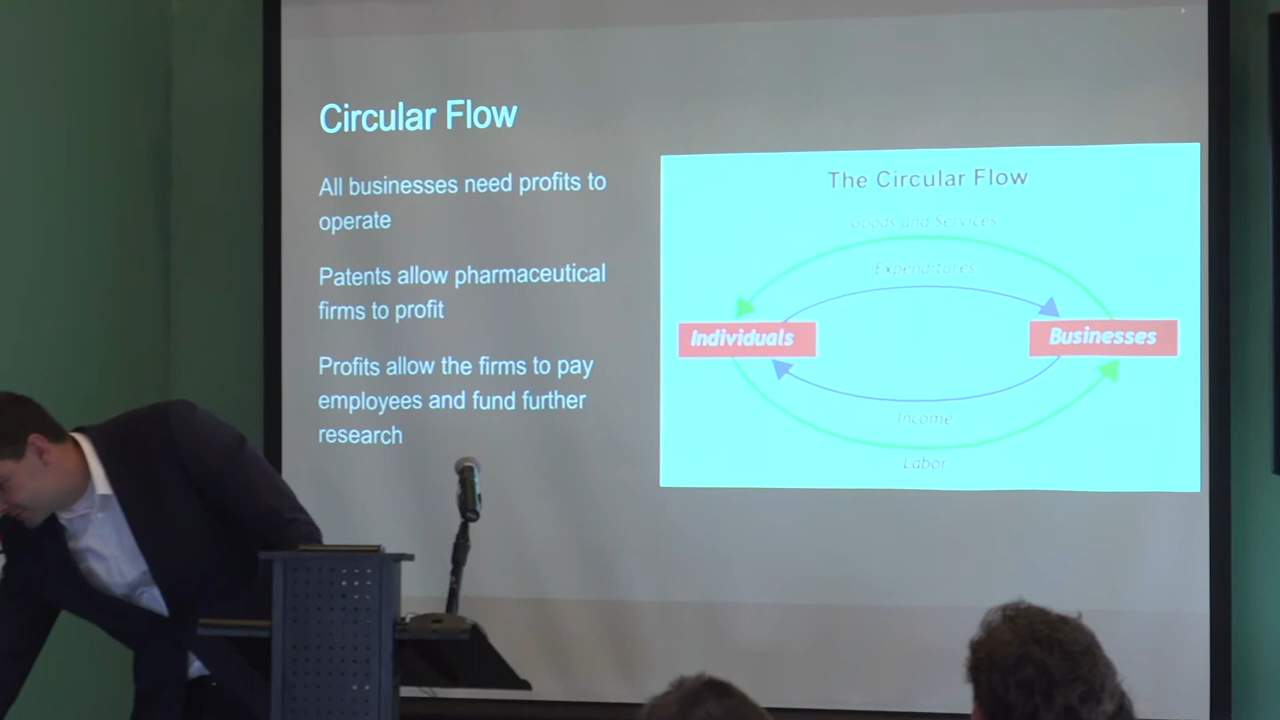 Circular Flow
All businesses need profits to
operate
Patents allow pharmaceutical
firms to profit
Profits allow the firms to pay
employees and fund further
research
The Circular Flow
Goods and Services
Expenditures
Individuals
Businesses
Income
Labor